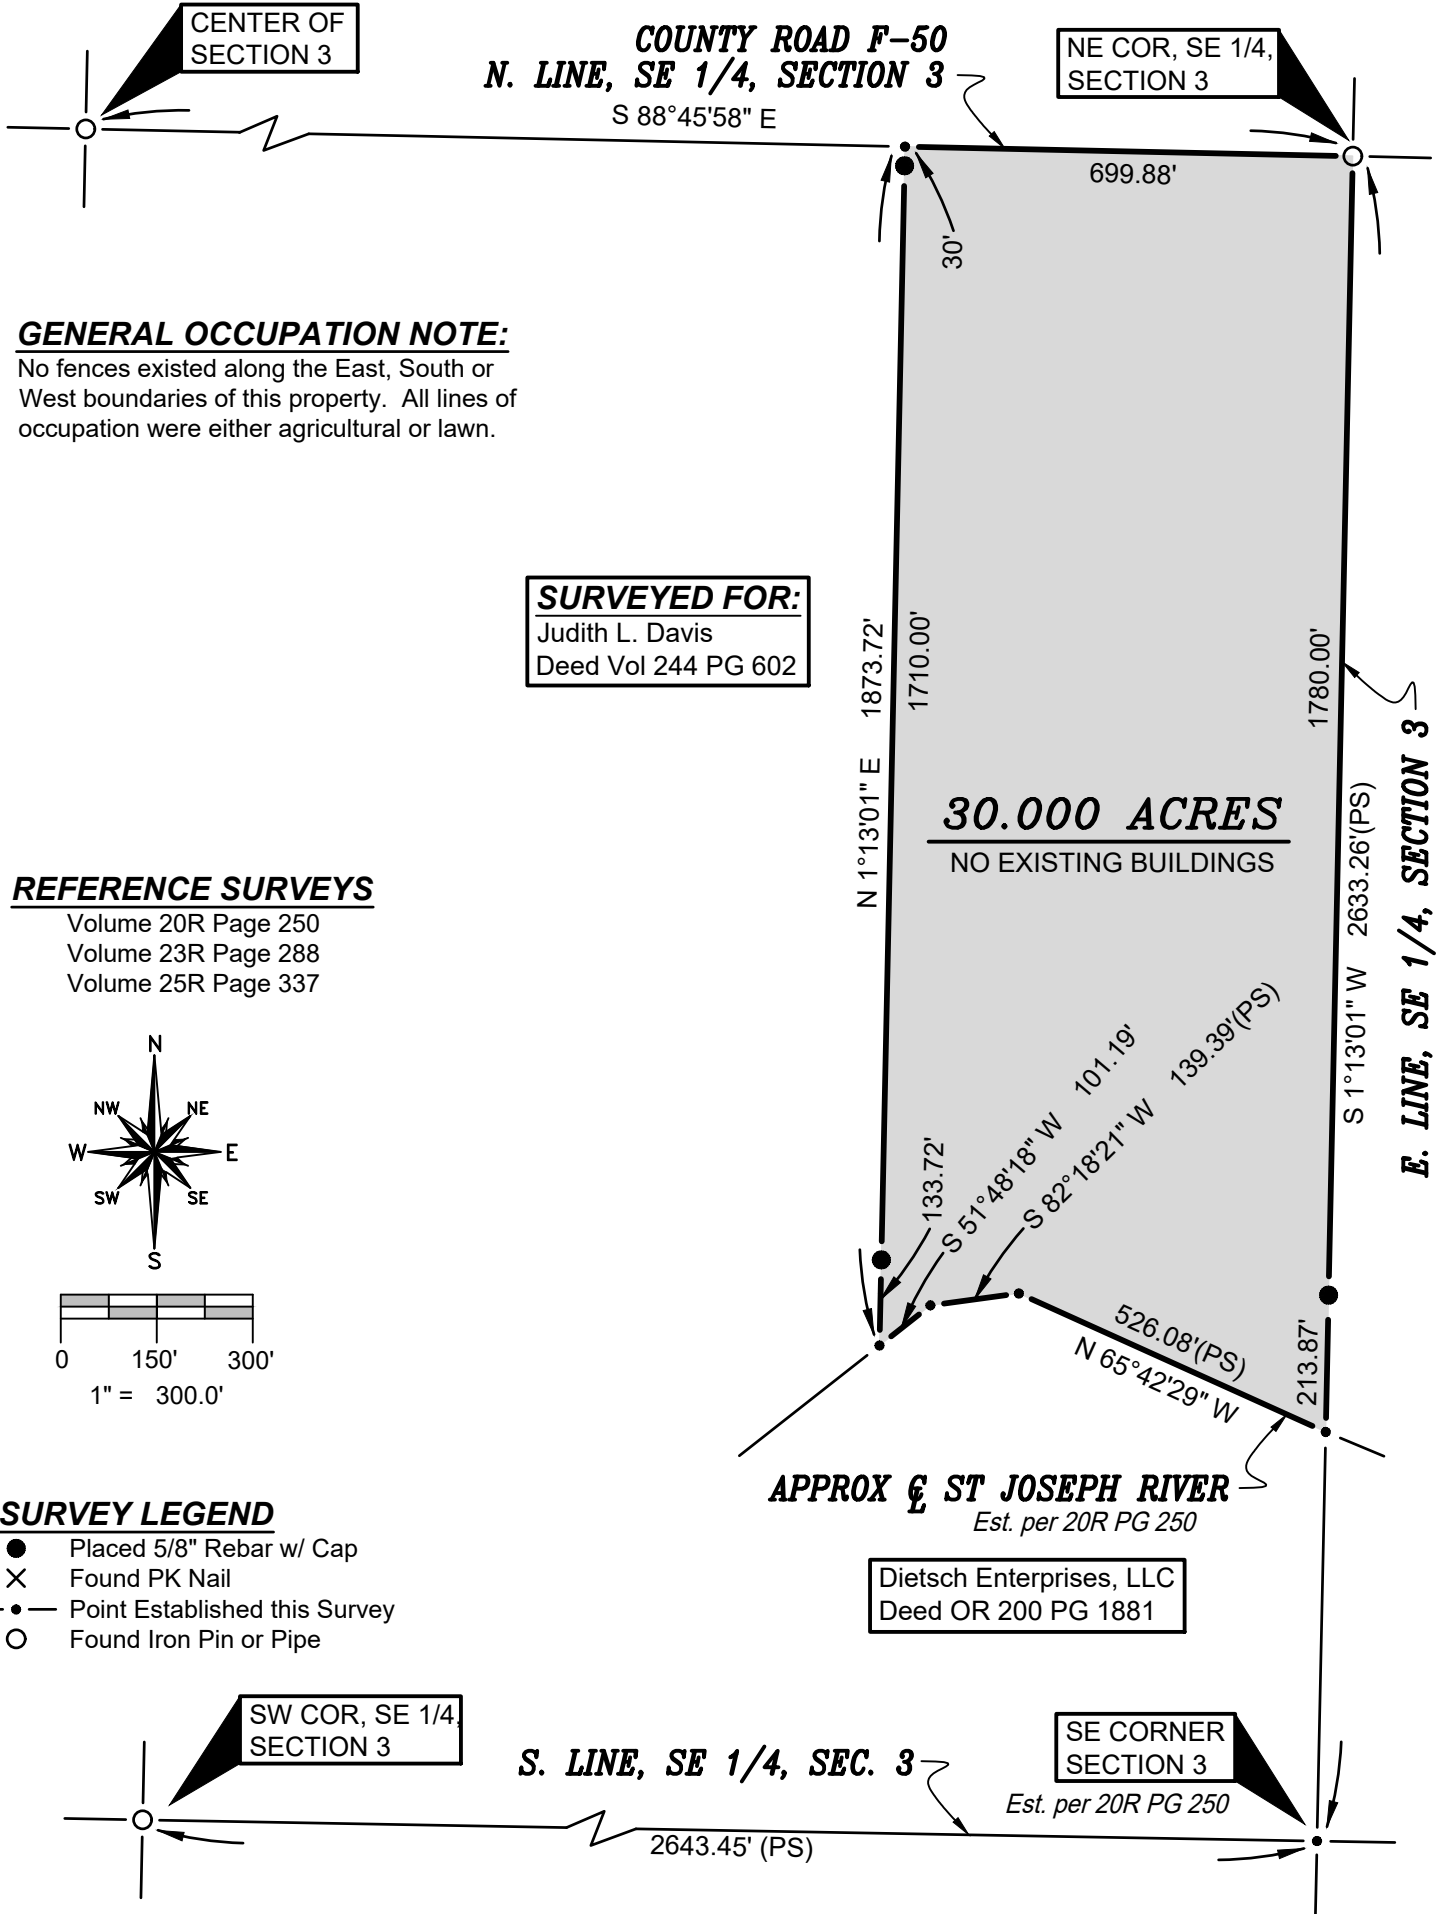 CENTER OF
SECTION 3
COUNTY ROAD F-50
N. LINE, SE 1/4, SECTION 3
S 88°45'58" E
NE COR, SE 1/4,
SECTION 3
699.88'
30'
GENERAL OCCUPATION NOTE:
No fences existed along the East, South or
West boundaries of this property. All lines of
occupation were either agricultural or lawn.
SURVEYED FOR:
Judith L. Davis
Deed Vol 244 PG 602
N 1°13'01" E 1873.72'
1710.00'
1780.00'
S 1°13'01" W 2633.26'(PS)
E. LINE, SE 1/4, SECTION 3
30.000 ACRES
NO EXISTING BUILDINGS
REFERENCE SURVEYS
Volume 20R Page 250
Volume 23R Page 288
Volume 25R Page 337
N
NW NE
W E
SW SE
S
0 150' 300'
1" = 300.0'
133.72'
S 51°48'18" W 101.19'
S 82°18'21" W 139.39'(PS)
526.08'(PS)
N 65°42'29" W
213.87'
APPROX ℄ ST JOSEPH RIVER
Est. per 20R PG 250
Dietsch Enterprises, LLC
Deed OR 200 PG 1881
SURVEY LEGEND
Placed 5/8" Rebar w/ Cap
Found PK Nail
Point Established this Survey
Found Iron Pin or Pipe
SW COR, SE 1/4,
SECTION 3
S. LINE, SE 1/4, SEC. 3
2643.45' (PS)
SE CORNER
SECTION 3
Est. per 20R PG 250